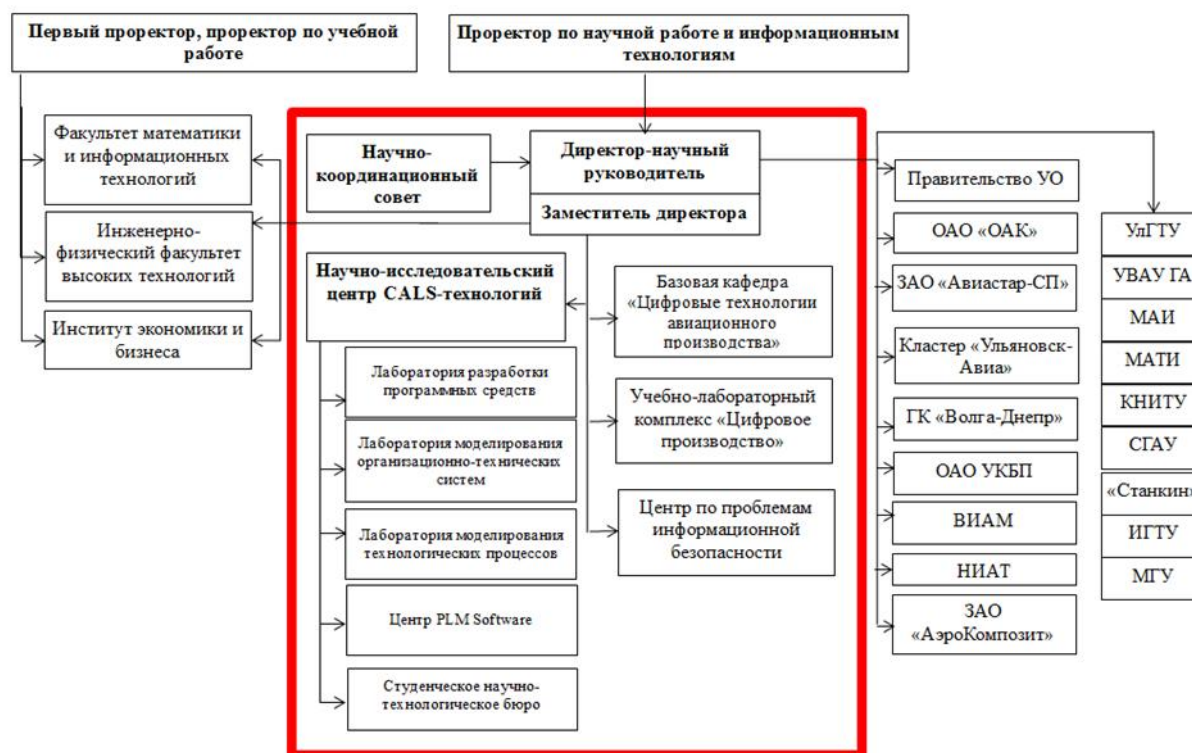 Первый проректор, проректор по учебной
работе
Проректор по научной работе и информационным
технологиям
Факультет математики
и информационных
технологий
Инженерно-
физический факультет
высоких технологий
Институт экономики и
бизнеса
Научно-
координационный
совет
Директор-научный
руководитель
Заместитель директора
Научно-исследовательский
центр CALS-технологий
Лаборатория разработки
программных средств
Лаборатория моделирования
организационно-технических
систем
Лаборатория моделирования
технологических процессов
Центр PLM Software
Студенческое научно-
технологическое бюро
Базовая кафедра
«Цифровые технологии
авиационного
производства»
Учебно-лабораторный
комплекс «Цифровое
производство»
Центр по проблемам
информационной
безопасности
Правительство УО
ОАО «ОАК»
ЗАО «Авиастар-СП»
Кластер «Ульяновск-
Авиа»
ГК «Волга-Днепр»
ОАО УКБП
ВИАМ
НИАТ
ЗАО
«АэроКомпозит»
УлГТУ
УВАУ ГА
МАИ
МАТИ
КНИТУ
СГАУ
«Станкин»
ИГТУ
МГУ